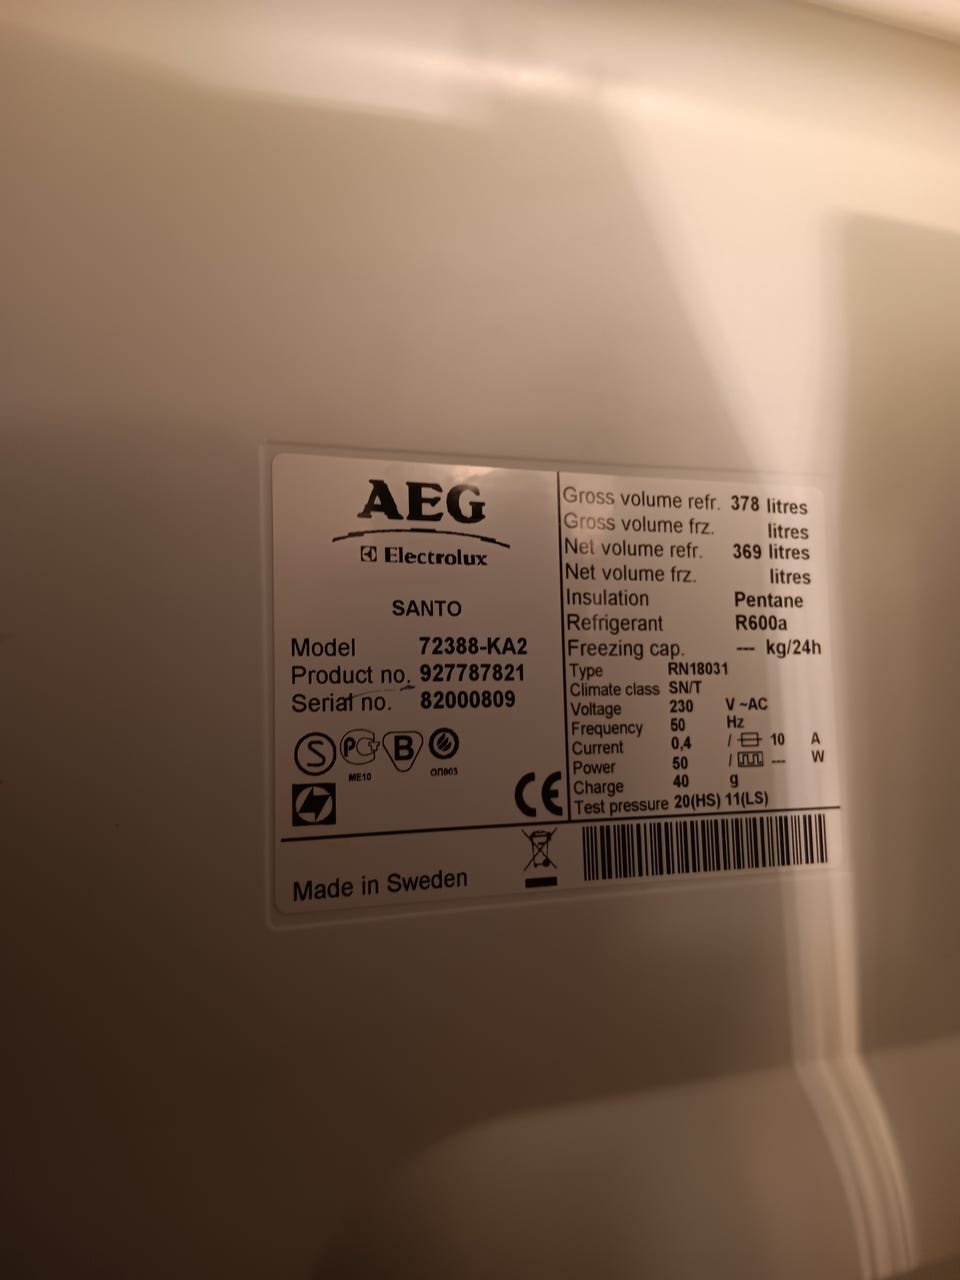 AEG
Electrolux
SANTO
Model 72388-KA2
Product no. 927787821
Serial no. 82000809
S PG B
ME10 ОП003
CE
Made in Sweden
Gross volume refr. 378 litres
Gross volume frz. litres
Net volume refr. 369 litres
Net volume frz. litres
Insulation Pentane
Refrigerant R600a
Freezing cap. --- kg/24h
Type RN18031
Climate class SN/T
Voltage 230 V ~AC
Frequency 50 Hz
Current 0,4 / 10 A
Power 50 / --- W
Charge 40 g
Test pressure 20(HS) 11(LS)